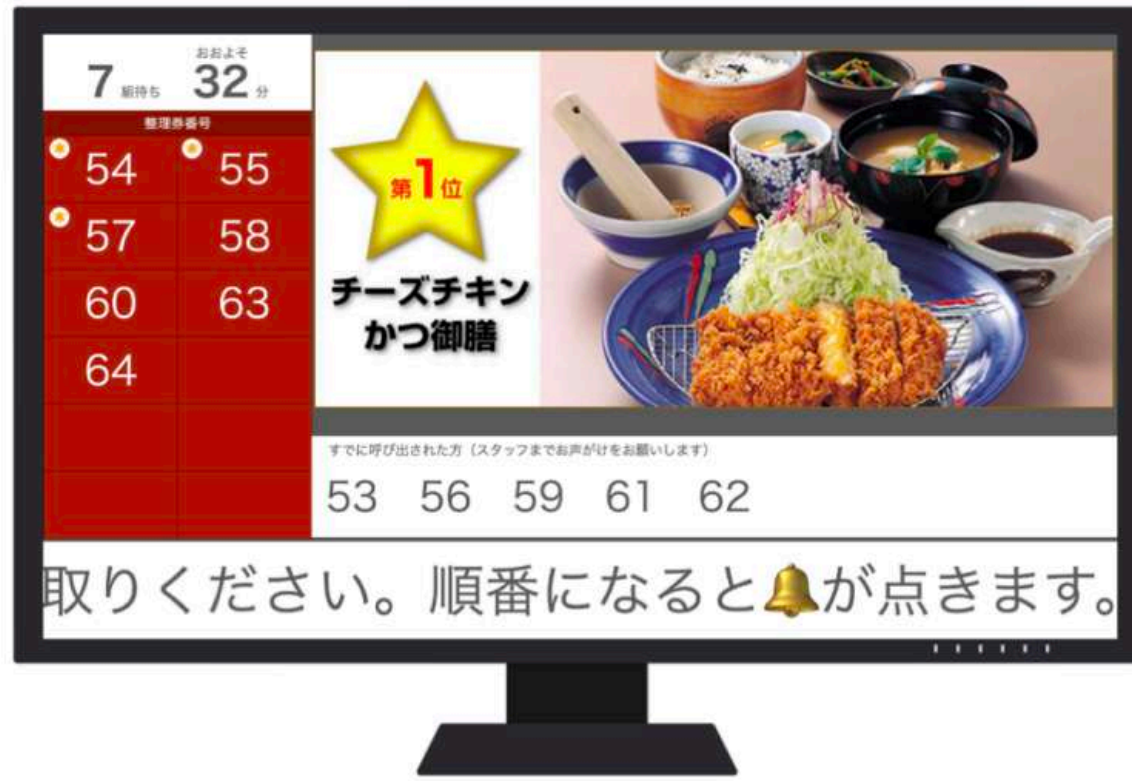 おおよそ
7 組待ち 32 分
整理券番号
54 55
57 58
60 63
64
第1位
チーズチキン
かつ御膳
すでに呼び出された方（スタッフまでお声がけをお願いします）
53 56 59 61 62
取りください。順番になると🔔が点きます。